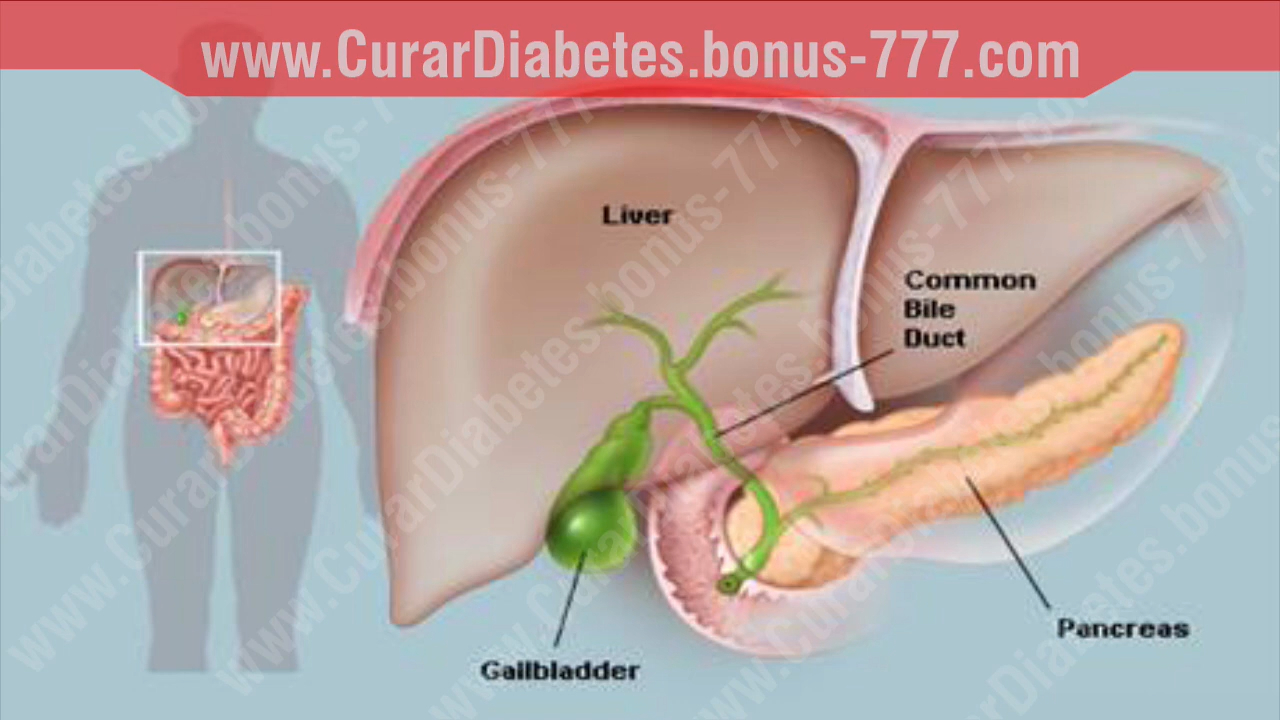 www.CurarDiabetes.bonus-777.com
Liver
Common
Bile
Duct
Pancreas
Gallbladder